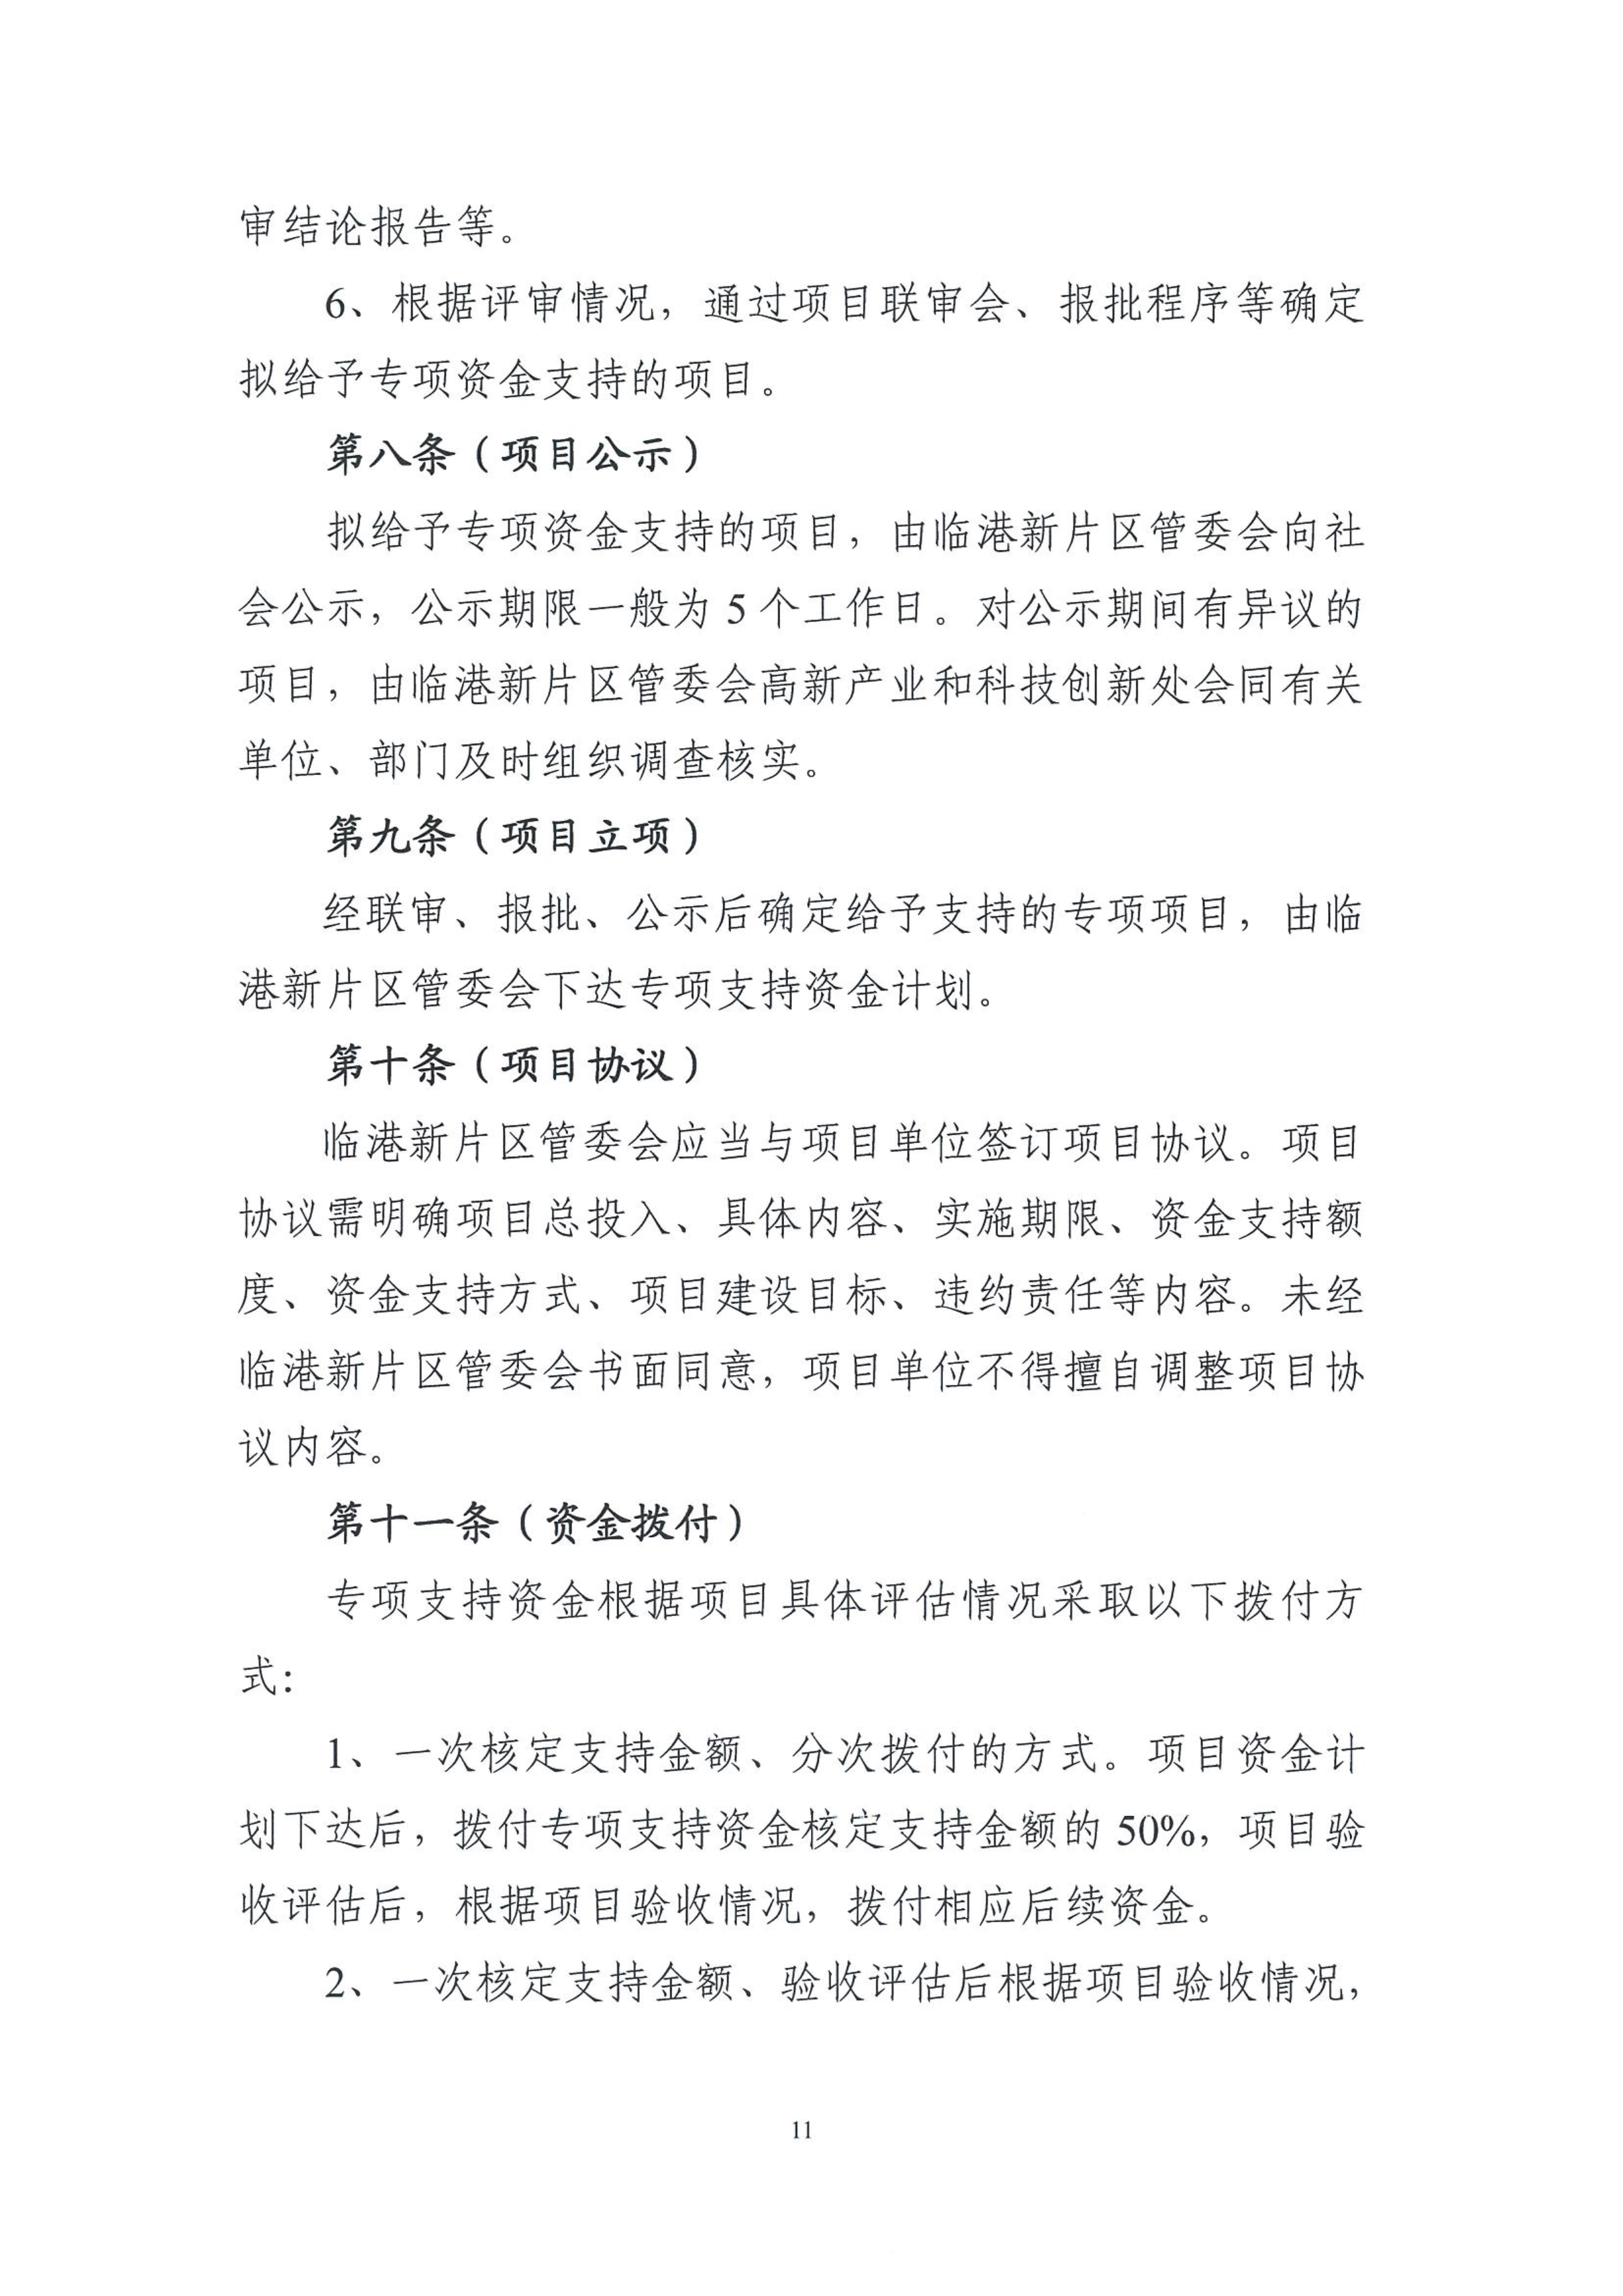 审结论报告等。
6、根据评审情况，通过项目联审会、报批程序等确定
拟给予专项资金支持的项目。
第八条（项目公示）
拟给予专项资金支持的项目，由临港新片区管委会向社
会公示，公示期限一般为 5 个工作日。对公示期间有异议的
项目，由临港新片区管委会高新产业和科技创新处会同有关
单位、部门及时组织调查核实。
第九条（项目立项）
经联审、报批、公示后确定给予支持的专项项目，由临
港新片区管委会下达专项支持资金计划。
第十条（项目协议）
临港新片区管委会应当与项目单位签订项目协议。项目
协议需明确项目总投入、具体内容、实施期限、资金支持额
度、资金支持方式、项目建设目标、违约责任等内容。未经
临港新片区管委会书面同意，项目单位不得擅自调整项目协
议内容。
第十一条（资金拨付）
专项支持资金根据项目具体评估情况采取以下拨付方
式：
1、一次核定支持金额、分次拨付的方式。项目资金计
划下达后，拨付专项支持资金核定支持金额的 50%，项目验
收评估后，根据项目验收情况，拨付相应后续资金。
2、一次核定支持金额、验收评估后根据项目验收情况，
11